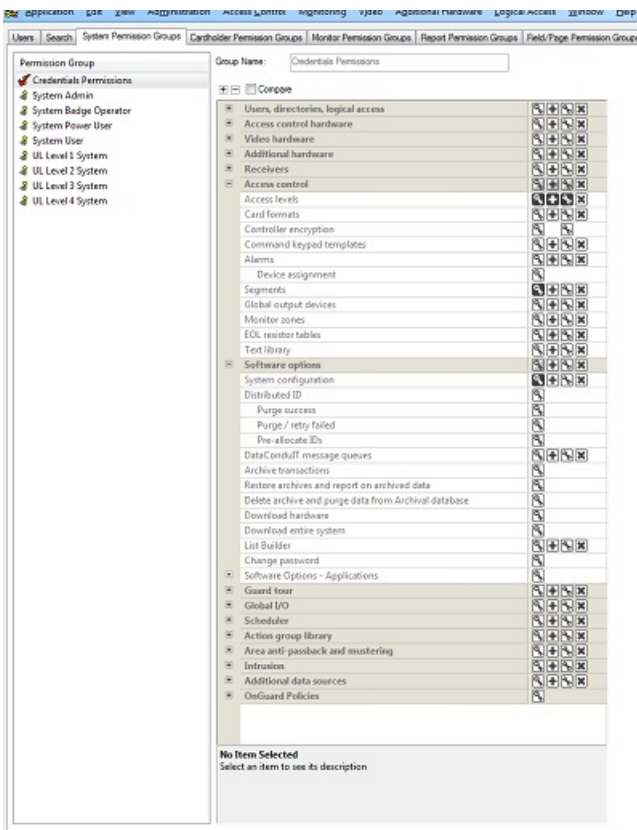 Application Edit View Administration Access Control Monitoring Video Additional Hardware Logical Access Window Help
Users Search System Permission Groups Cardholder Permission Groups Monitor Permission Groups Report Permission Groups Field/Page Permission Groups
Permission Group
Credentials Permissions
System Admin
System Badge Operator
System Power User
System User
UL Level 1 System
UL Level 2 System
UL Level 3 System
UL Level 4 System
Group Name: Credentials Permissions
Compare
Users, directories, logical access
Access control hardware
Video hardware
Additional hardware
Receivers
Access control
Access levels
Card formats
Controller encryption
Command keypad templates
Alarms
Device assignment
Segments
Global output devices
Monitor zones
EOL resistor tables
Text library
Software options
System configuration
Distributed ID
Purge success
Purge / retry failed
Pre-allocate IDs
DataConduIT message queues
Archive transactions
Restore archives and report on archived data
Delete archive and purge data from Archival database
Download hardware
Download entire system
List Builder
Change password
Software Options - Applications
Guard tour
Global I/O
Scheduler
Action group library
Area anti-passback and mustering
Intrusion
Additional data sources
OnGuard Policies
No Item Selected
Select an item to see its description